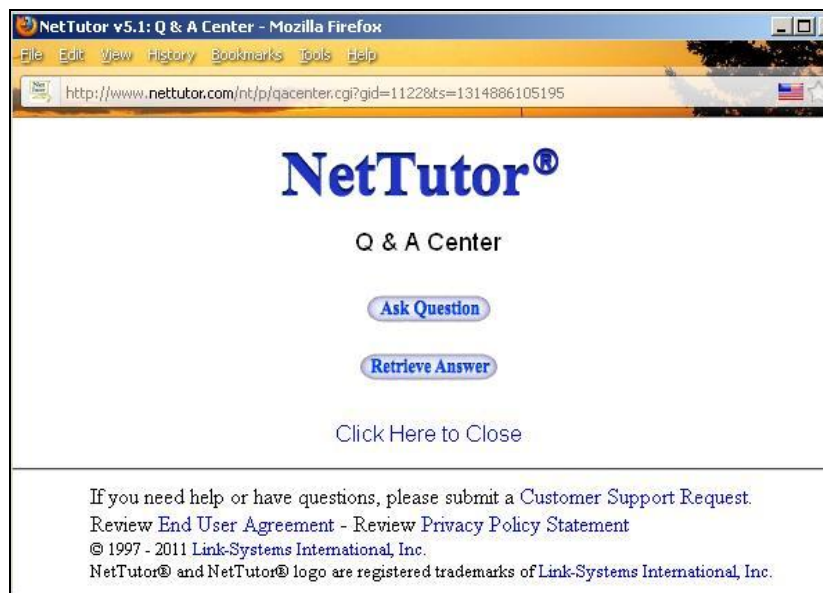 NetTutor v5.1: Q & A Center - Mozilla Firefox
File Edit View History Bookmarks Tools Help
http://www.nettutor.com/nt/p/qacenter.cgi?gid=1122&ts=1314886105195
NetTutor®
Q & A Center
Ask Question
Retrieve Answer
Click Here to Close
If you need help or have questions, please submit a Customer Support Request.
Review End User Agreement - Review Privacy Policy Statement
© 1997 - 2011 Link-Systems International, Inc.
NetTutor® and NetTutor® logo are registered trademarks of Link-Systems International, Inc.